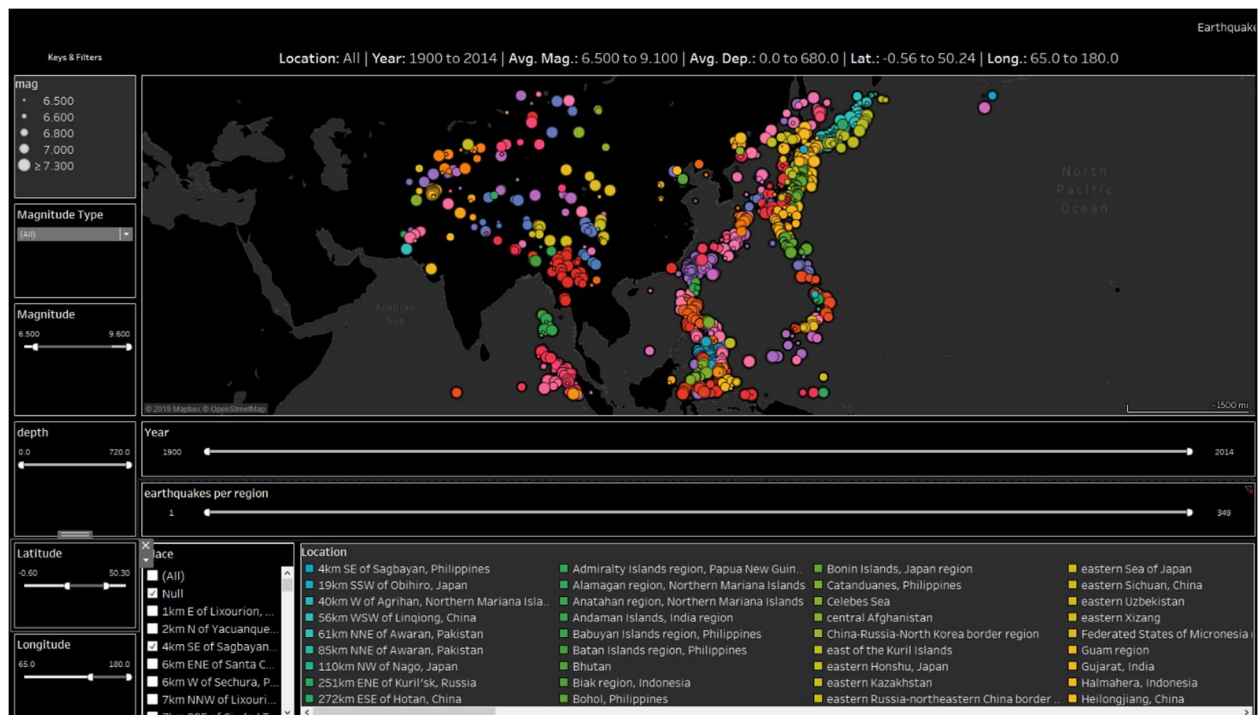 Earthquake
Keys & Filters
Location: All | Year: 1900 to 2014 | Avg. Mag.: 6.500 to 9.100 | Avg. Dep.: 0.0 to 680.0 | Lat.: -0.56 to 50.24 | Long.: 65.0 to 180.0
mag
6.500
6.600
6.800
7.000
≥ 7.300
Magnitude Type
(All)
Magnitude
6.500 9.600
North
Pacific
Ocean
Arabian
Sea
© 2019 Mapbox © OpenStreetMap
~1500 mi
depth
0.0 720.0
Year
1900 2014
earthquakes per region
1 349
Latitude
-0.60 50.30
Longitude
65.0 180.0
lace
(All)
Null
1km E of Lixourion, ...
2km N of Yacuanque...
4km SE of Sagbayan...
6km ENE of Santa C...
6km W of Sechura, P...
7km NNW of Lixouri...
Location
4km SE of Sagbayan, Philippines
19km SSW of Obihiro, Japan
40km W of Agrihan, Northern Mariana Isla..
56km WSW of Linqiong, China
61km NNE of Awaran, Pakistan
85km NNE of Awaran, Pakistan
110km NW of Nago, Japan
251km ENE of Kuril'sk, Russia
272km ESE of Hotan, China
Admiralty Islands region, Papua New Guin..
Alamagan region, Northern Mariana Islands
Anatahan region, Northern Mariana Islands
Andaman Islands, India region
Babuyan Islands region, Philippines
Batan Islands region, Philippines
Bhutan
Biak region, Indonesia
Bohol, Philippines
Bonin Islands, Japan region
Catanduanes, Philippines
Celebes Sea
central Afghanistan
China-Russia-North Korea border region
east of the Kuril Islands
eastern Honshu, Japan
eastern Kazakhstan
eastern Russia-northeastern China border ..
eastern Sea of Japan
eastern Sichuan, China
eastern Uzbekistan
eastern Xizang
Federated States of Micronesia
Guam region
Gujarat, India
Halmahera, Indonesia
Heilongjiang, China